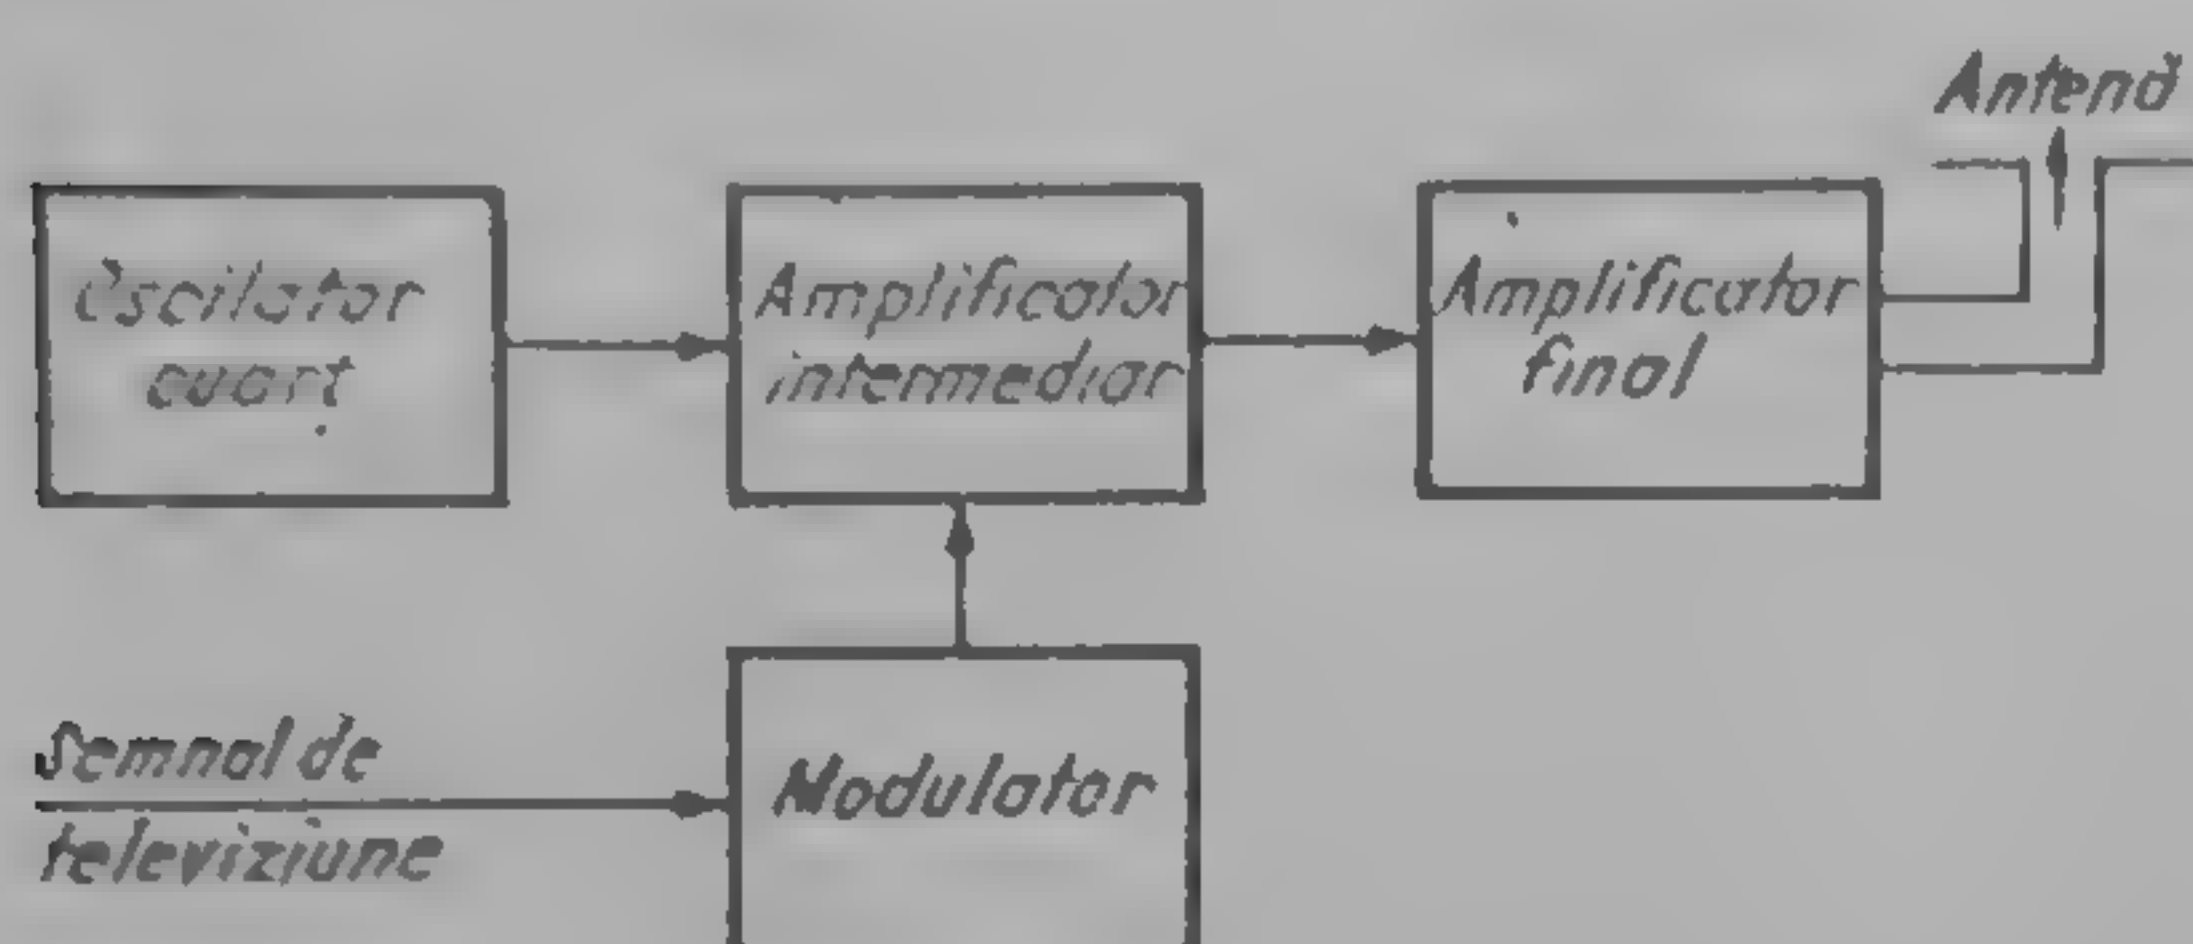 Antenă
Oscilator
cuarț
Amplificator
intermediar
Amplificator
final
Semnal de
televiziune
Modulator